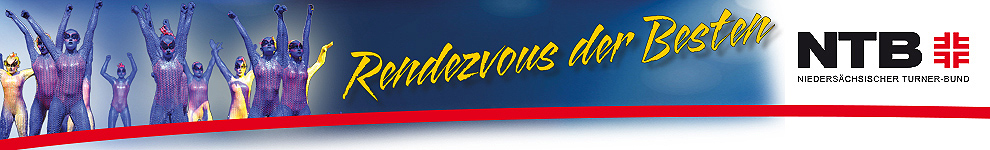 Rendezvous der Besten
NTB
NIEDERSÄCHSISCHER TURNER-BUND